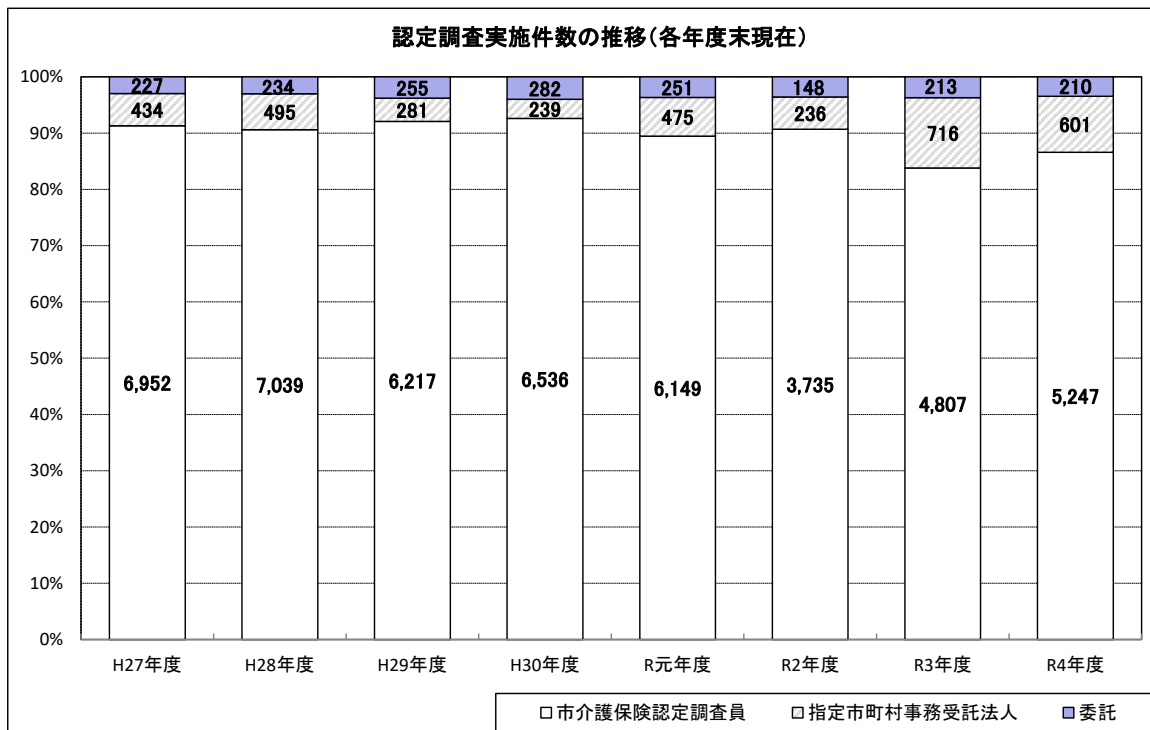 認定調査実施件数の推移(各年度末現在)
100%
90%
80%
70%
60%
50%
40%
30%
20%
10%
0%
227 234 255 282 251 148 213 210
434 495 281 239 475 236 716 601
6,952 7,039 6,217 6,536 6,149 3,735 4,807 5,247
H27年度 H28年度 H29年度 H30年度 R元年度 R2年度 R3年度 R4年度
市介護保険認定調査員 指定市町村事務受託法人 委託